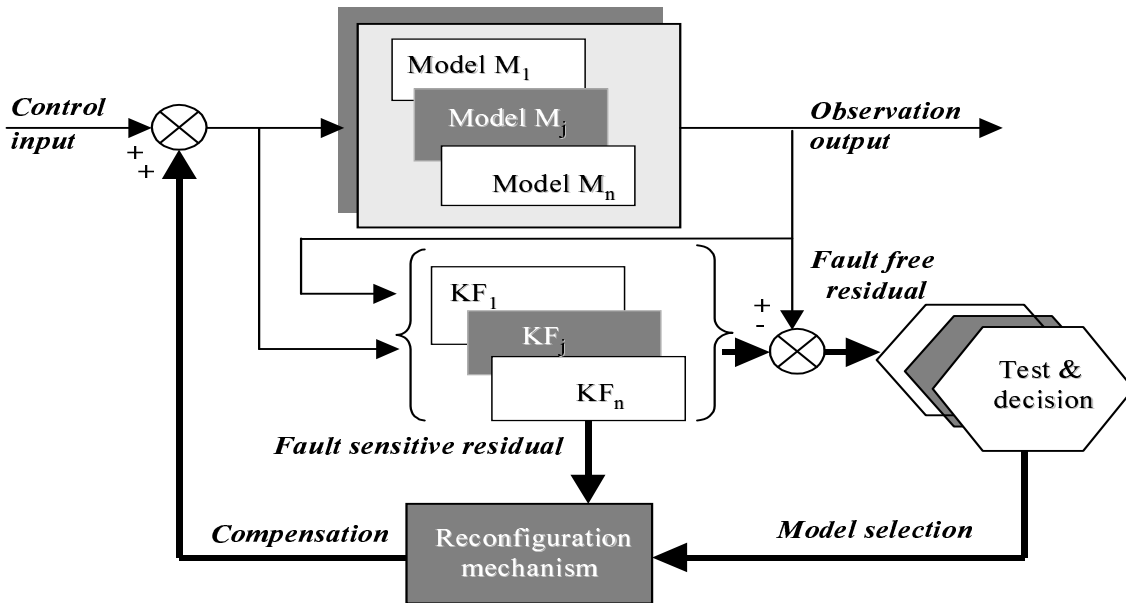 Model M1
Control
input
Model Mj
Observation
output
+
+
Model Mn
Fault free
residual
KF1
+
-
KFj
Test &
decision
KFn
Fault sensitive residual
Compensation
Reconfiguration
mechanism
Model selection